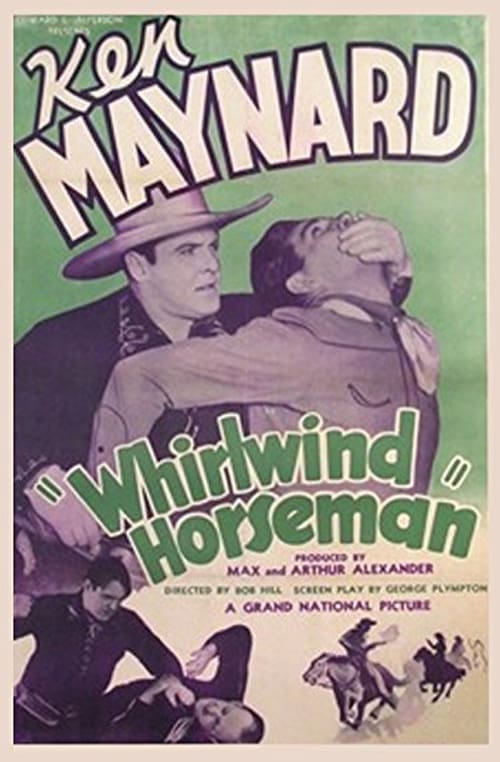 EDWARD L. ALPERSON
PRESENTS
Ken
MAYNARD
"Whirlwind
Horseman"
PRODUCED BY
MAX and ARTHUR ALEXANDER
DIRECTED BY BOB HILL SCREEN PLAY BY GEORGE PLYMPTON
A GRAND NATIONAL PICTURE